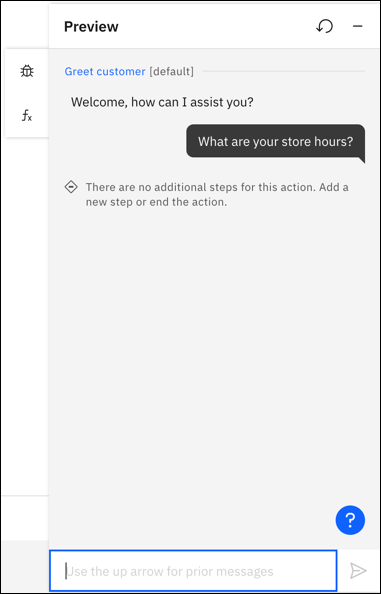 Preview
Greet customer [default]
Welcome, how can I assist you?
What are your store hours?
There are no additional steps for this action. Add a
new step or end the action.
fx
?
Use the up arrow for prior messages